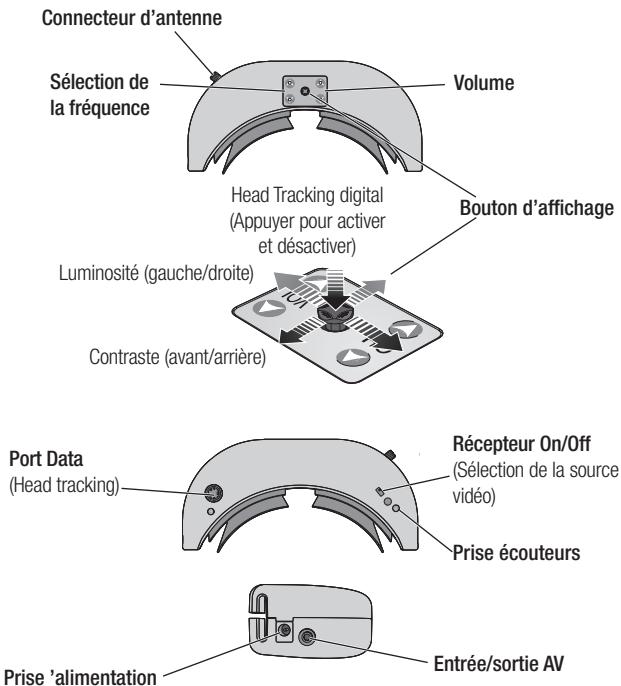 Connecteur d'antenne
Sélection de
la fréquence
Volume
Head Tracking digital
(Appuyer pour activer
et désactiver)
Bouton d'affichage
Luminosité (gauche/droite)
VOL
CH
Contraste (avant/arrière)
Port Data
(Head tracking)
Récepteur On/Off
(Sélection de la source
vidéo)
Prise écouteurs
Prise 'alimentation
Entrée/sortie AV